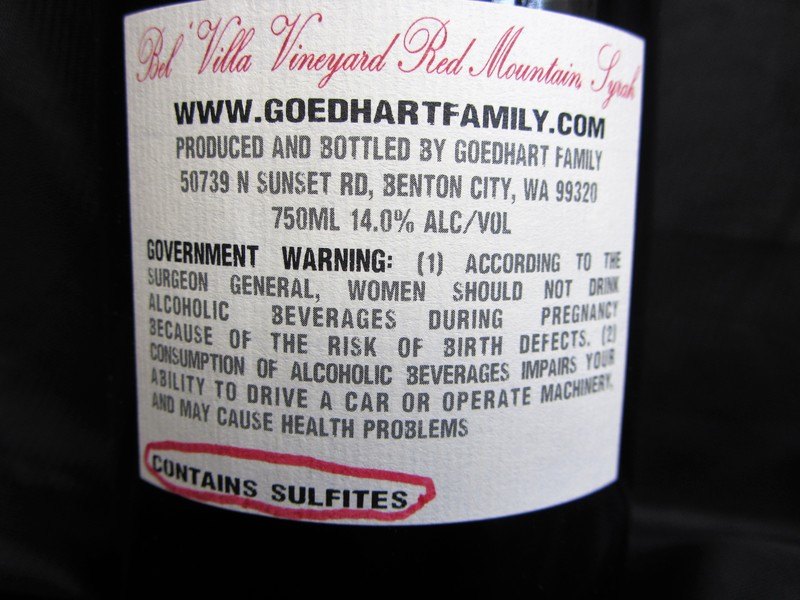 Bel' Villa Vineyard Red Mountain Syrah
WWW.GOEDHARTFAMILY.COM
PRODUCED AND BOTTLED BY GOEDHART FAMILY
50739 N SUNSET RD, BENTON CITY, WA 99320
750ML 14.0% ALC/VOL
GOVERNMENT WARNING: (1) ACCORDING TO THE
SURGEON GENERAL, WOMEN SHOULD NOT DRINK
ALCOHOLIC BEVERAGES DURING PREGNANCY
BECAUSE OF THE RISK OF BIRTH DEFECTS. (2)
CONSUMPTION OF ALCOHOLIC BEVERAGES IMPAIRS YOUR
ABILITY TO DRIVE A CAR OR OPERATE MACHINERY,
AND MAY CAUSE HEALTH PROBLEMS
CONTAINS SULFITES